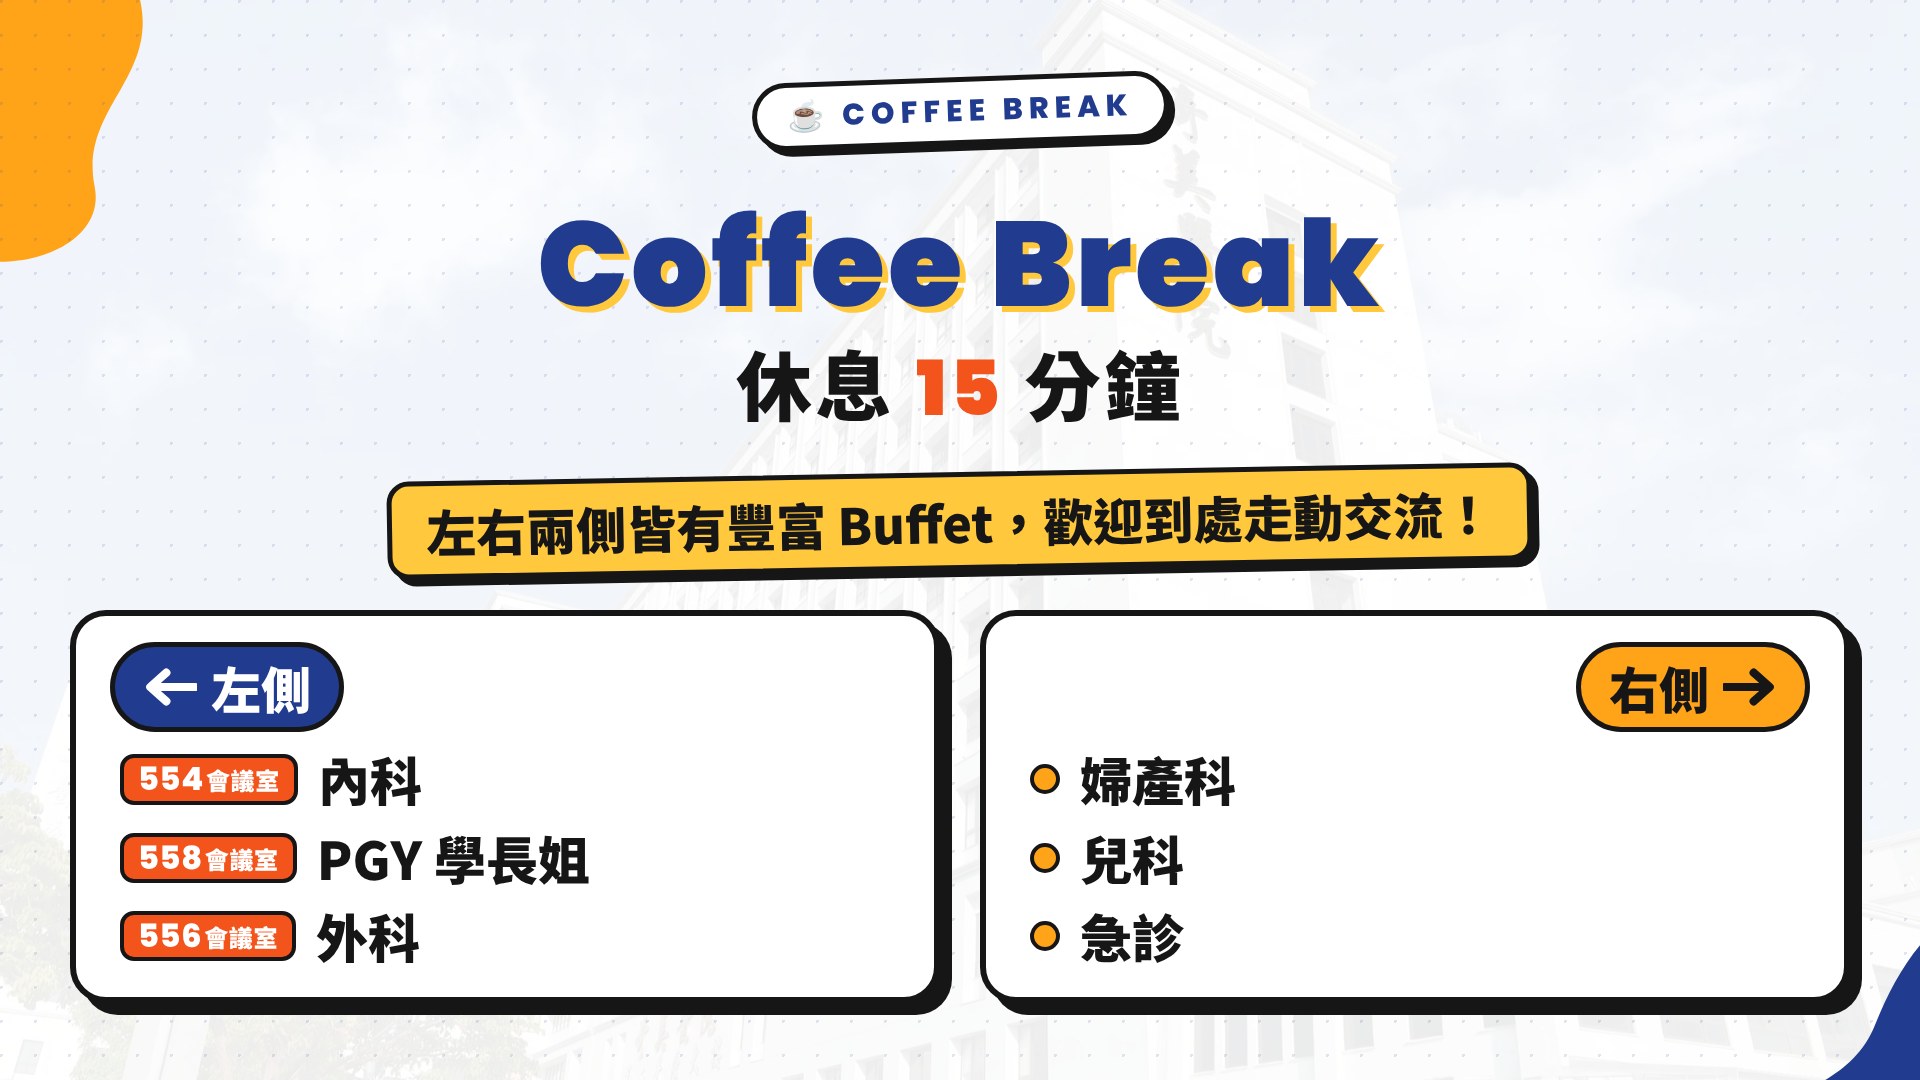 COFFEE BREAK
Coffee Break
休息 15 分鐘
左右兩側皆有豐富 Buffet，歡迎到處走動交流！
← 左側
554會議室 內科
558會議室 PGY 學長姐
556會議室 外科
右側 →
婦產科
兒科
急診